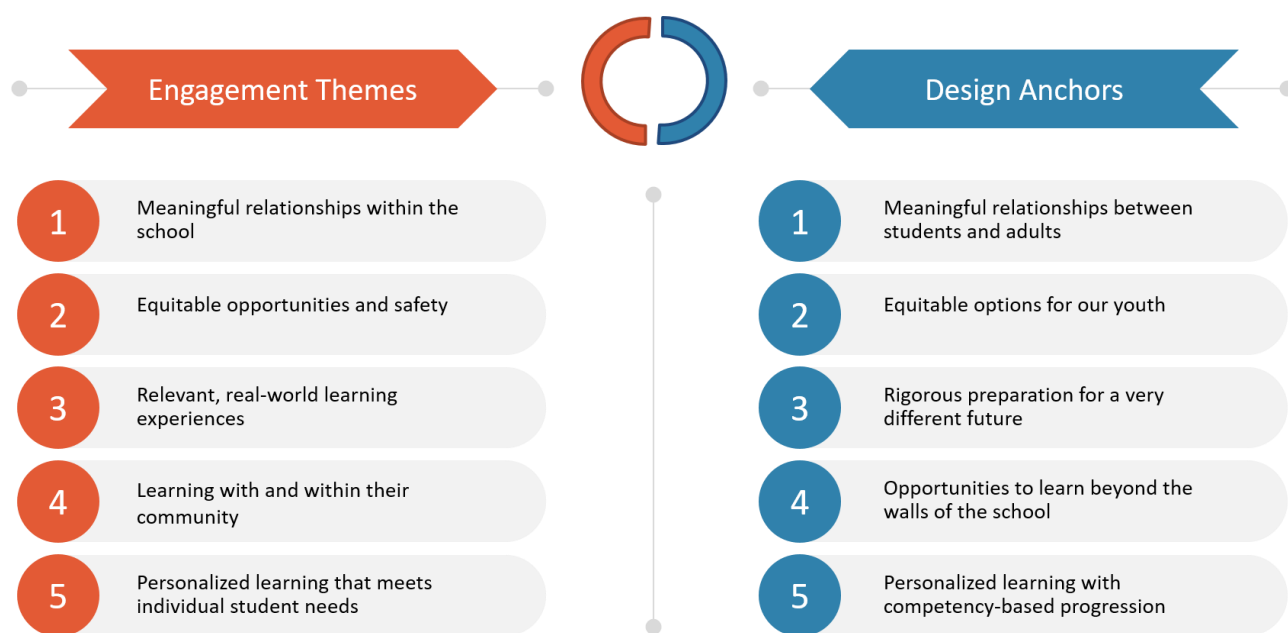 Engagement Themes
1
Meaningful relationships within the
school
2
Equitable opportunities and safety
3
Relevant, real-world learning
experiences
4
Learning with and within their
community
5
Personalized learning that meets
individual student needs
Design Anchors
1
Meaningful relationships between
students and adults
2
Equitable options for our youth
3
Rigorous preparation for a very
different future
4
Opportunities to learn beyond the
walls of the school
5
Personalized learning with
competency-based progression